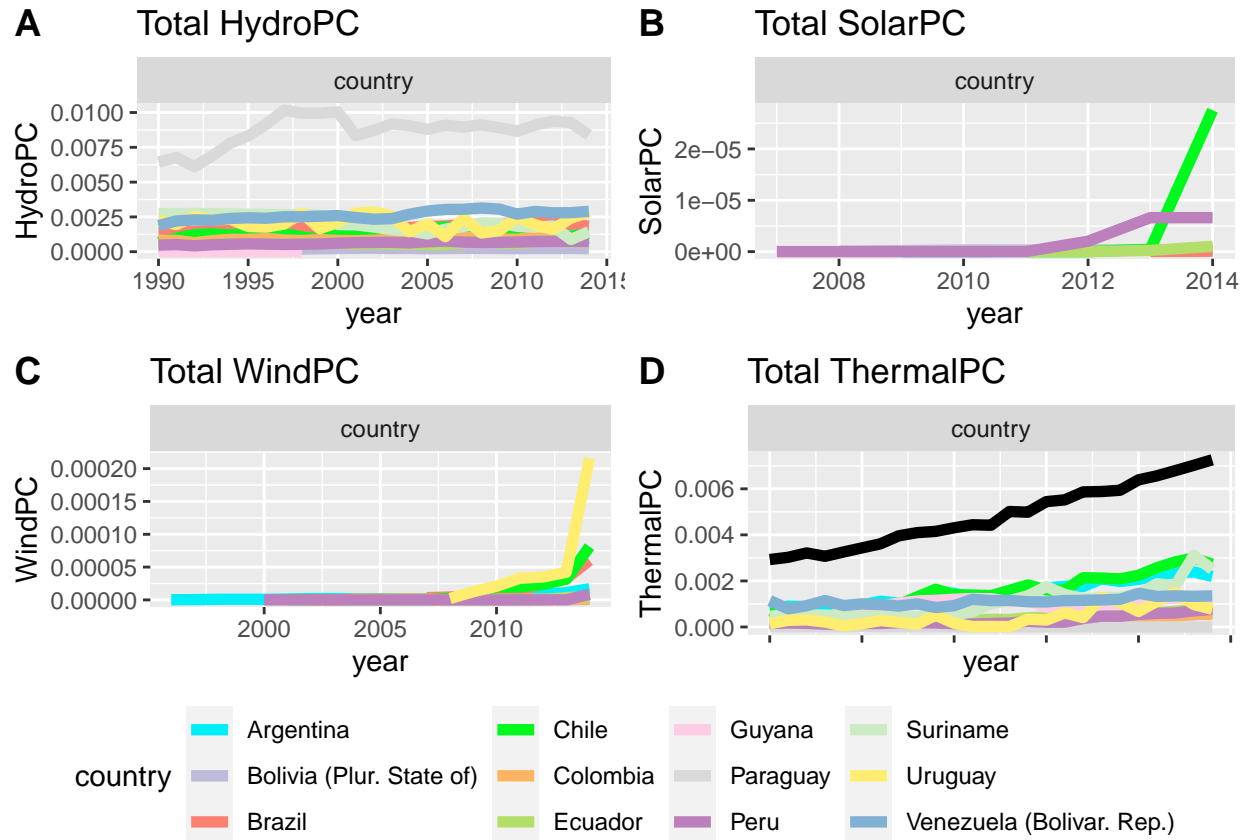 A Total HydroPC
country
HydroPC
0.0100
0.0075
0.0050
0.0025
0.0000
1990 1995 2000 2005 2010 2015
year
B Total SolarPC
country
SolarPC
2e−05
1e−05
0e+00
2008 2010 2012 2014
year
C Total WindPC
country
WindPC
0.00020
0.00015
0.00010
0.00005
0.00000
2000 2005 2010
year
D Total ThermalPC
country
ThermalPC
0.006
0.004
0.002
0.000
year
country
Argentina
Bolivia (Plur. State of)
Brazil
Chile
Colombia
Ecuador
Guyana
Paraguay
Peru
Suriname
Uruguay
Venezuela (Bolivar. Rep.)